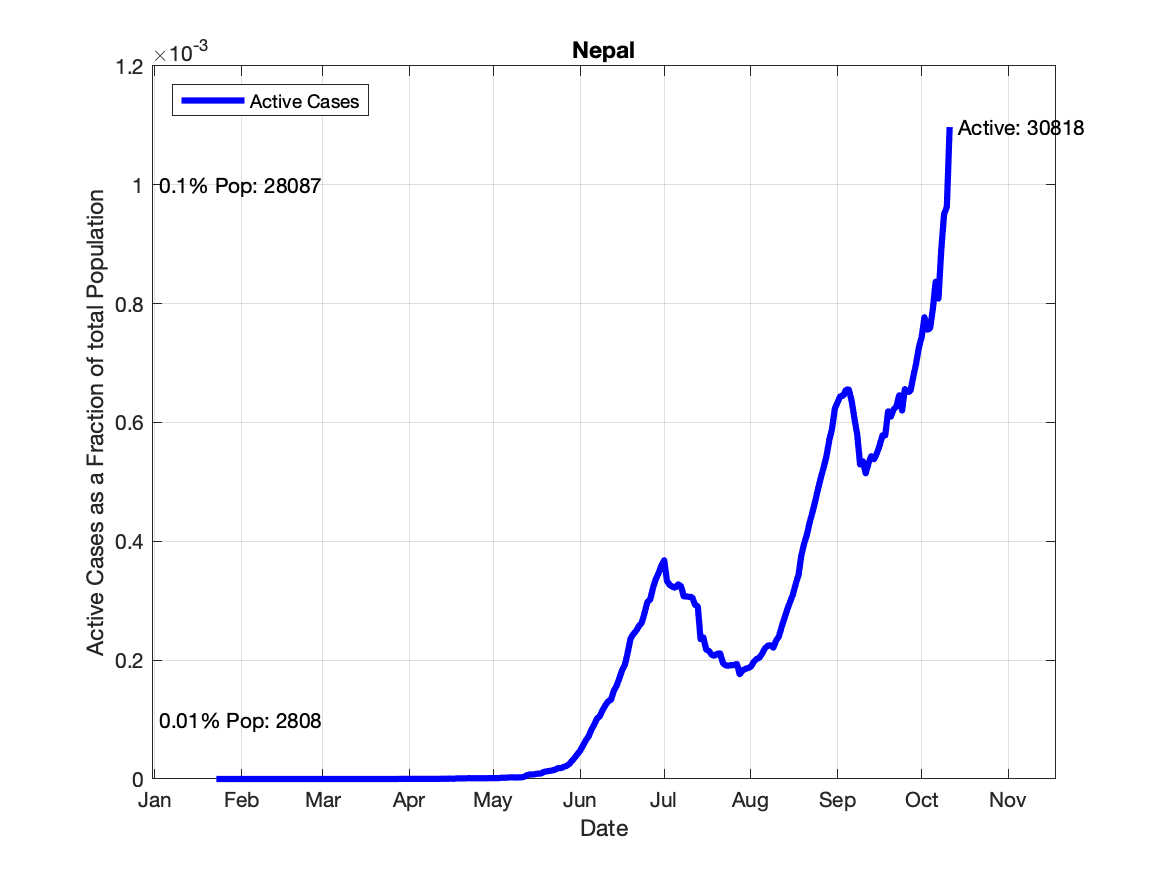 Nepal
×10-3
1.2
1
0.8
0.6
0.4
0.2
0
Active Cases as a Fraction of total Population
Active Cases
Active: 30818
0.1% Pop: 28087
0.01% Pop: 2808
Jan Feb Mar Apr May Jun Jul Aug Sep Oct Nov
Date